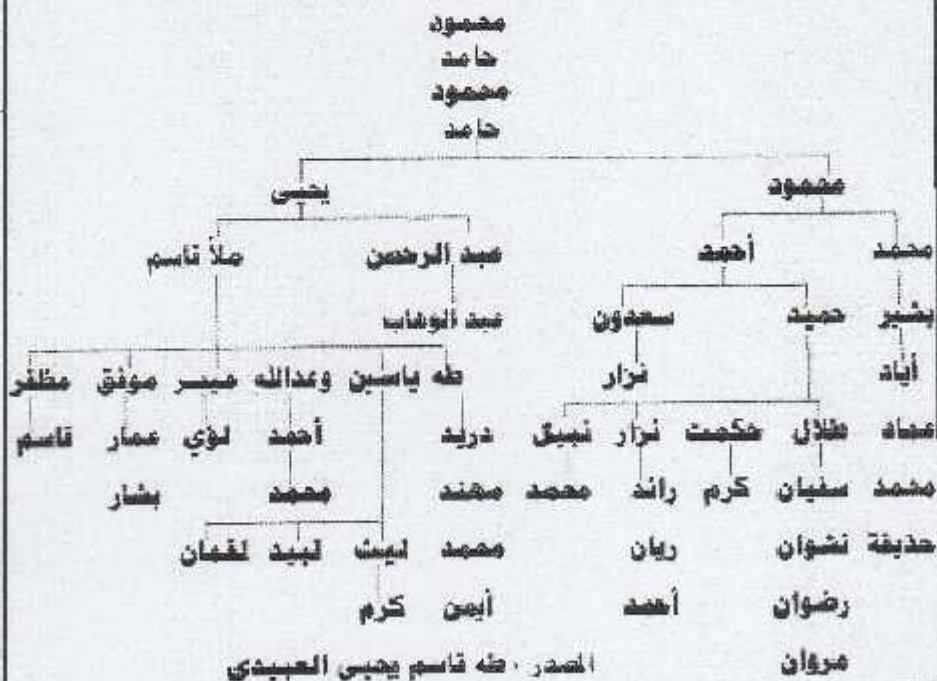 محمود
حامد
محمود
حامد
محمود يحيى
محمد أحمد عبد الرحمن ملا قاسم
بشير حميد سعدون عبد الوهاب
أياد نزار طه ياسين وعدالله ميسر موفق مظفر
عماد طلال حكمت نزار نبيل دريد أحمد لؤي عمار قاسم
محمد سفيان كرم رائد محمد مهند محمد بشار
حذيفة نشوان ريان محمد ليث لبيد لقمان
رضوان أحمد أيمن كرم
مروان المصدر ، طه قاسم يحيى العبيدي